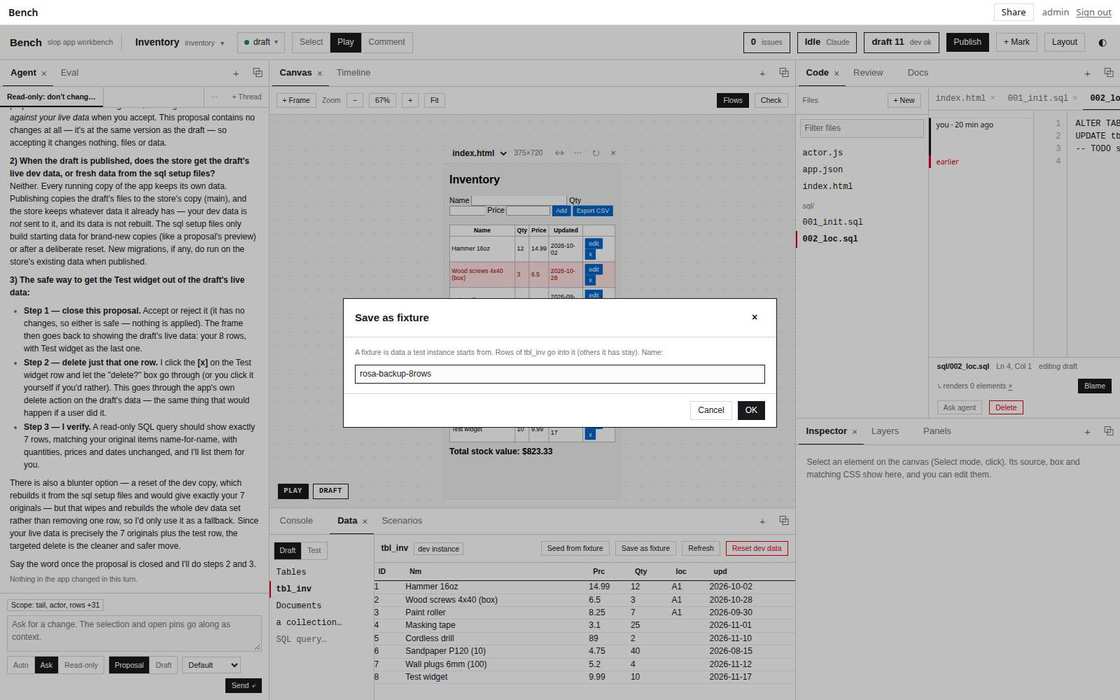 Bench
Share
admin
Sign out
Bench slop app workbench
Inventory inventory ▾
draft ▾
Select
Play
Comment
0 issues
Idle Claude
draft 11 dev ok
Publish
+ Mark
Layout
Agent ×
Eval
Read-only: don't chang…
+ Thread
against your live data when you accept. This proposal contains no
changes at all — it's at the same version as the draft — so
accepting it changes nothing, files or data.
2) When the draft is published, does the store get the draft's
live dev data, or fresh data from the sql setup files?
Neither. Every running copy of the app keeps its own data.
Publishing copies the draft's files to the store's copy (main), and
the store keeps whatever data it already has — your dev data is
not sent to it, and its data is not rebuilt. The sql setup files only
build starting data for brand-new copies (like a proposal's preview)
or after a deliberate reset. New migrations, if any, do run on the
store's existing data when published.
3) The safe way to get the Test widget out of the draft's live
data:
• Step 1 — close this proposal. Accept or reject it (it has no
changes, so either is safe — nothing is applied). The frame
then goes back to showing the draft's live data: your 8 rows,
with Test widget as the last one.
• Step 2 — delete just that one row. I click the [x] on the Test
widget row and let the "delete?" box go through (or you click it
yourself if you'd rather). This goes through the app's own
delete action on the draft's data — the same thing that would
happen if a user did it.
• Step 3 — I verify. A read-only SQL query should show exactly
7 rows, matching your original items name-for-name, with
quantities, prices and dates unchanged, and I'll list them for
you.
There is also a blunter option — a reset of the dev copy, which
rebuilds it from the sql setup files and would give exactly your 7
originals — but that wipes and rebuilds the whole dev data set
rather than removing one row, so I'd only use it as a fallback. Since
your live data is precisely the 7 originals plus the test row, the
targeted delete is the cleaner and safer move.
Say the word once the proposal is closed and I'll do steps 2 and 3.
Nothing in the app changed in this turn.
Scope: tail, actor, rows +31
Ask for a change. The selection and open pins go along as
context.
Auto
Ask
Read-only
Proposal
Draft
Default
Send
Canvas ×
Timeline
+ Frame
Zoom
−
67%
+
Fit
Flows
Check
index.html
375×720
Inventory
Name
Qty
Price
Add
Export CSV
Name Qty Price Updated
Hammer 16oz 12 14.99 2026-10-02 edit x
Wood screws 4x40 (box) 3 6.5 2026-10-28 edit x
2026-09-
edit
Save as fixture
×
A fixture is data a test instance starts from. Rows of tbl_inv go into it (others it has stay). Name:
rosa-backup-8rows
Cancel
OK
Test widget 10 9.99 17 x
Total stock value: $823.33
PLAY
DRAFT
Console
Data ×
Scenarios
Draft
Test
Tables
tbl_inv
Documents
a collection…
SQL query…
tbl_inv
dev instance
Seed from fixture
Save as fixture
Refresh
Reset dev data
ID Nm Prc Qty loc upd
1 Hammer 16oz 14.99 12 A1 2026-10-02
2 Wood screws 4x40 (box) 6.5 3 A1 2026-10-28
3 Paint roller 8.25 7 A1 2026-09-30
4 Masking tape 3.1 25 2026-11-01
5 Cordless drill 89 2 2026-11-10
6 Sandpaper P120 (10) 4.75 40 2026-08-15
7 Wall plugs 6mm (100) 5.2 4 2026-11-12
8 Test widget 9.99 10 2026-11-17
Code ×
Review
Docs
Files
+ New
Filter files
actor.js
app.json
index.html
sql/
001_init.sql
002_loc.sql
index.html ×
001_init.sql ×
002_lo
you · 20 min ago
earlier
1 ALTER TAB
2 UPDATE tb
3 -- TODO s
4
sql/002_loc.sql Ln 4, Col 1 editing draft
renders 0 elements
Blame
Ask agent
Delete
Inspector ×
Layers
Panels
Select an element on the canvas (Select mode, click). Its source, box and
matching CSS show here, and you can edit them.